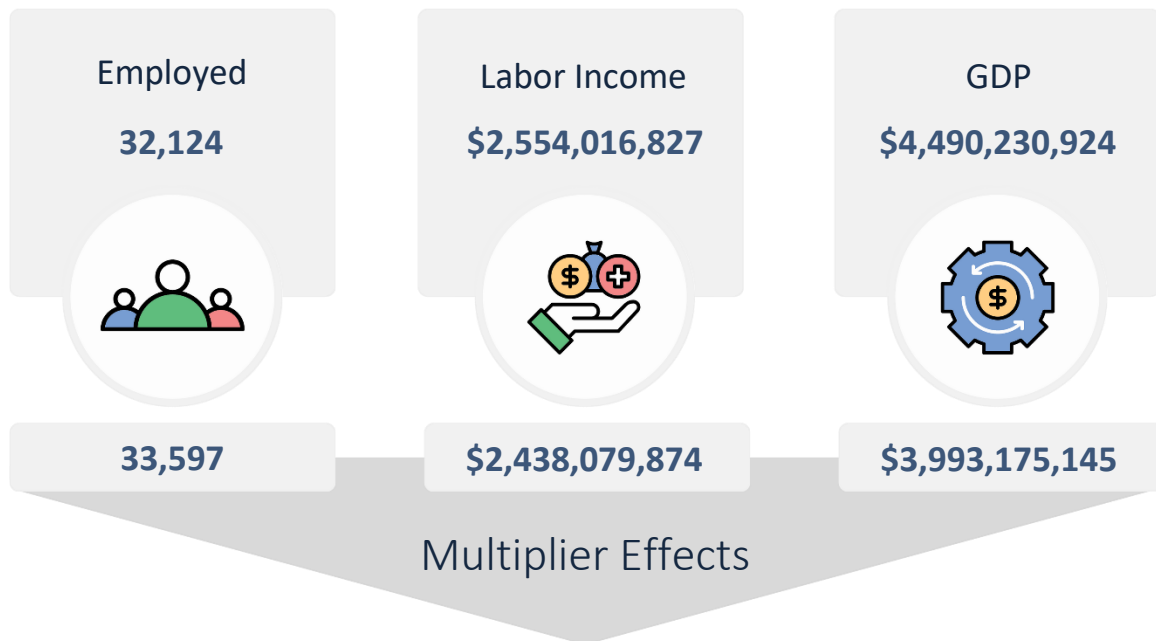 Employed
32,124
Labor Income
$2,554,016,827
GDP
$4,490,230,924
$
$
33,597
$2,438,079,874
$3,993,175,145
Multiplier Effects